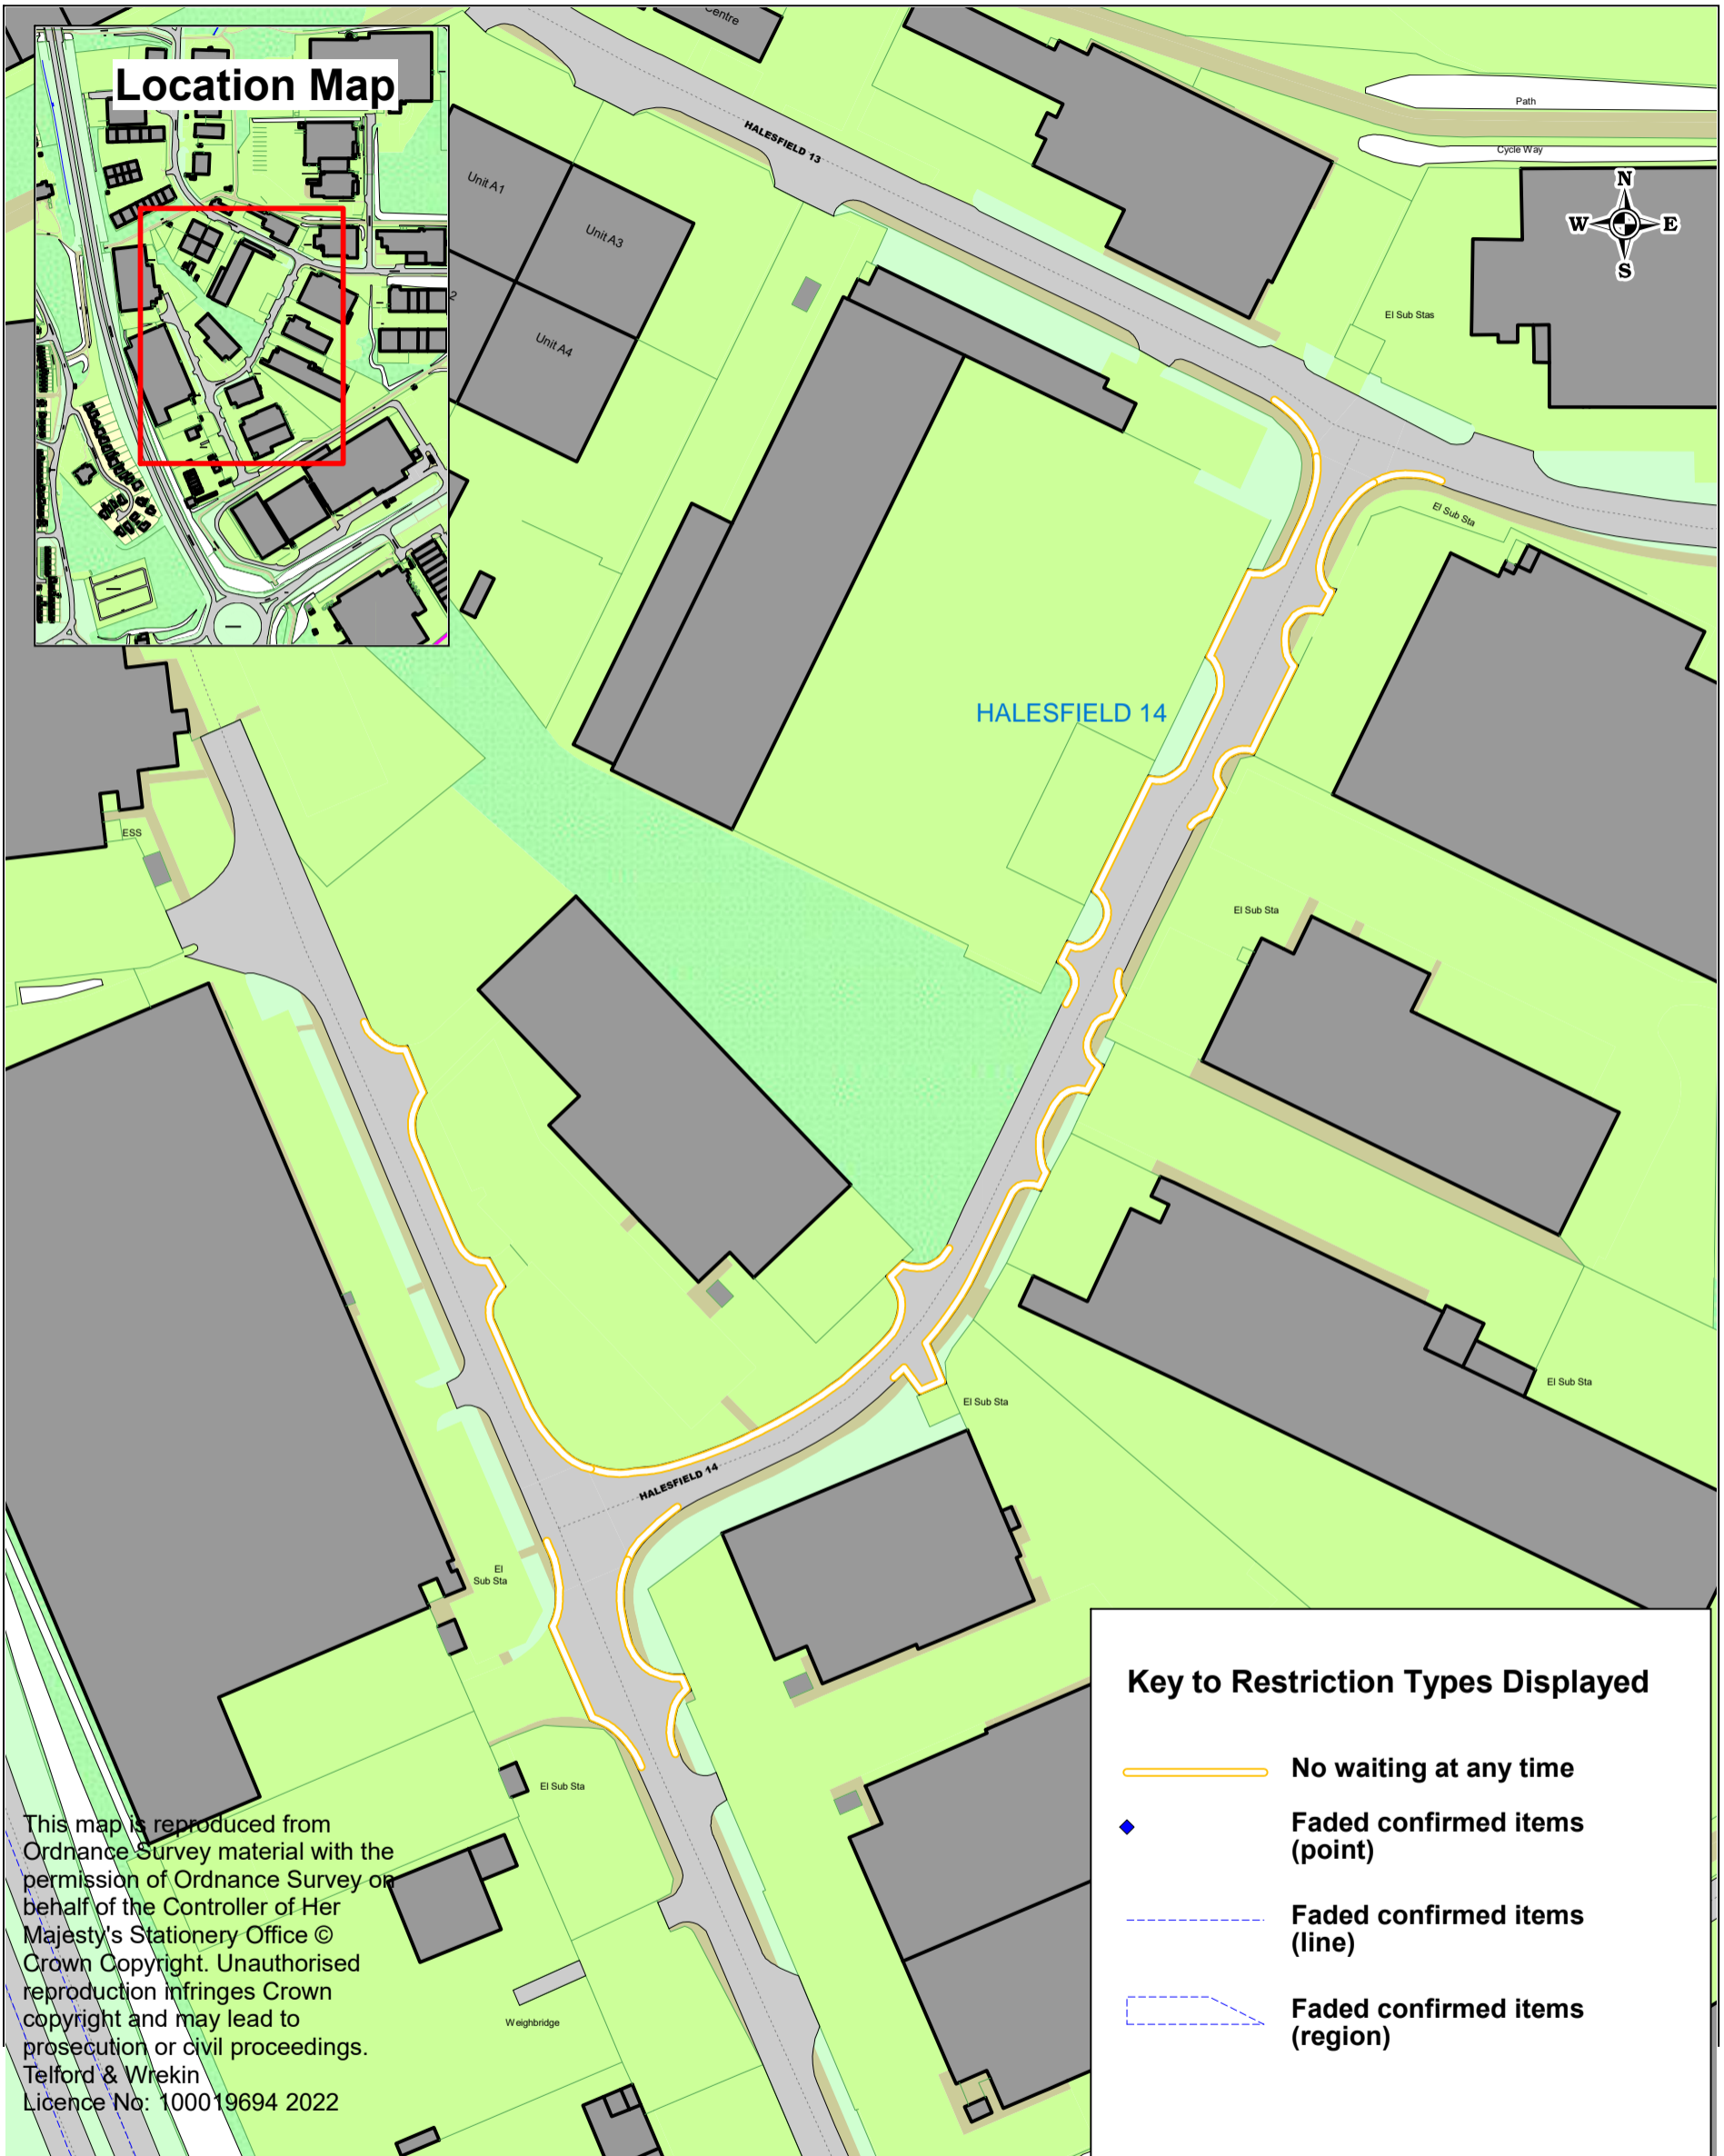 Centre
Location Map
Path
HALESFIELD 13
Cycle Way
Unit A1
N
W E
S
Unit A3
2
El Sub Stas
Unit A4
El Sub Sta
HALESFIELD 14
ESS
El Sub Sta
El Sub Sta
El Sub Sta
HALESFIELD 14
El
Sub Sta
El Sub Sta
Weighbridge
Key to Restriction Types Displayed
No waiting at any time
Faded confirmed items
(point)
Faded confirmed items
(line)
Faded confirmed items
(region)
This map is reproduced from
Ordnance Survey material with the
permission of Ordnance Survey on
behalf of the Controller of Her
Majesty's Stationery Office ©
Crown Copyright. Unauthorised
reproduction infringes Crown
copyright and may lead to
prosecution or civil proceedings.
Telford & Wrekin
Licence No: 100019694 2022